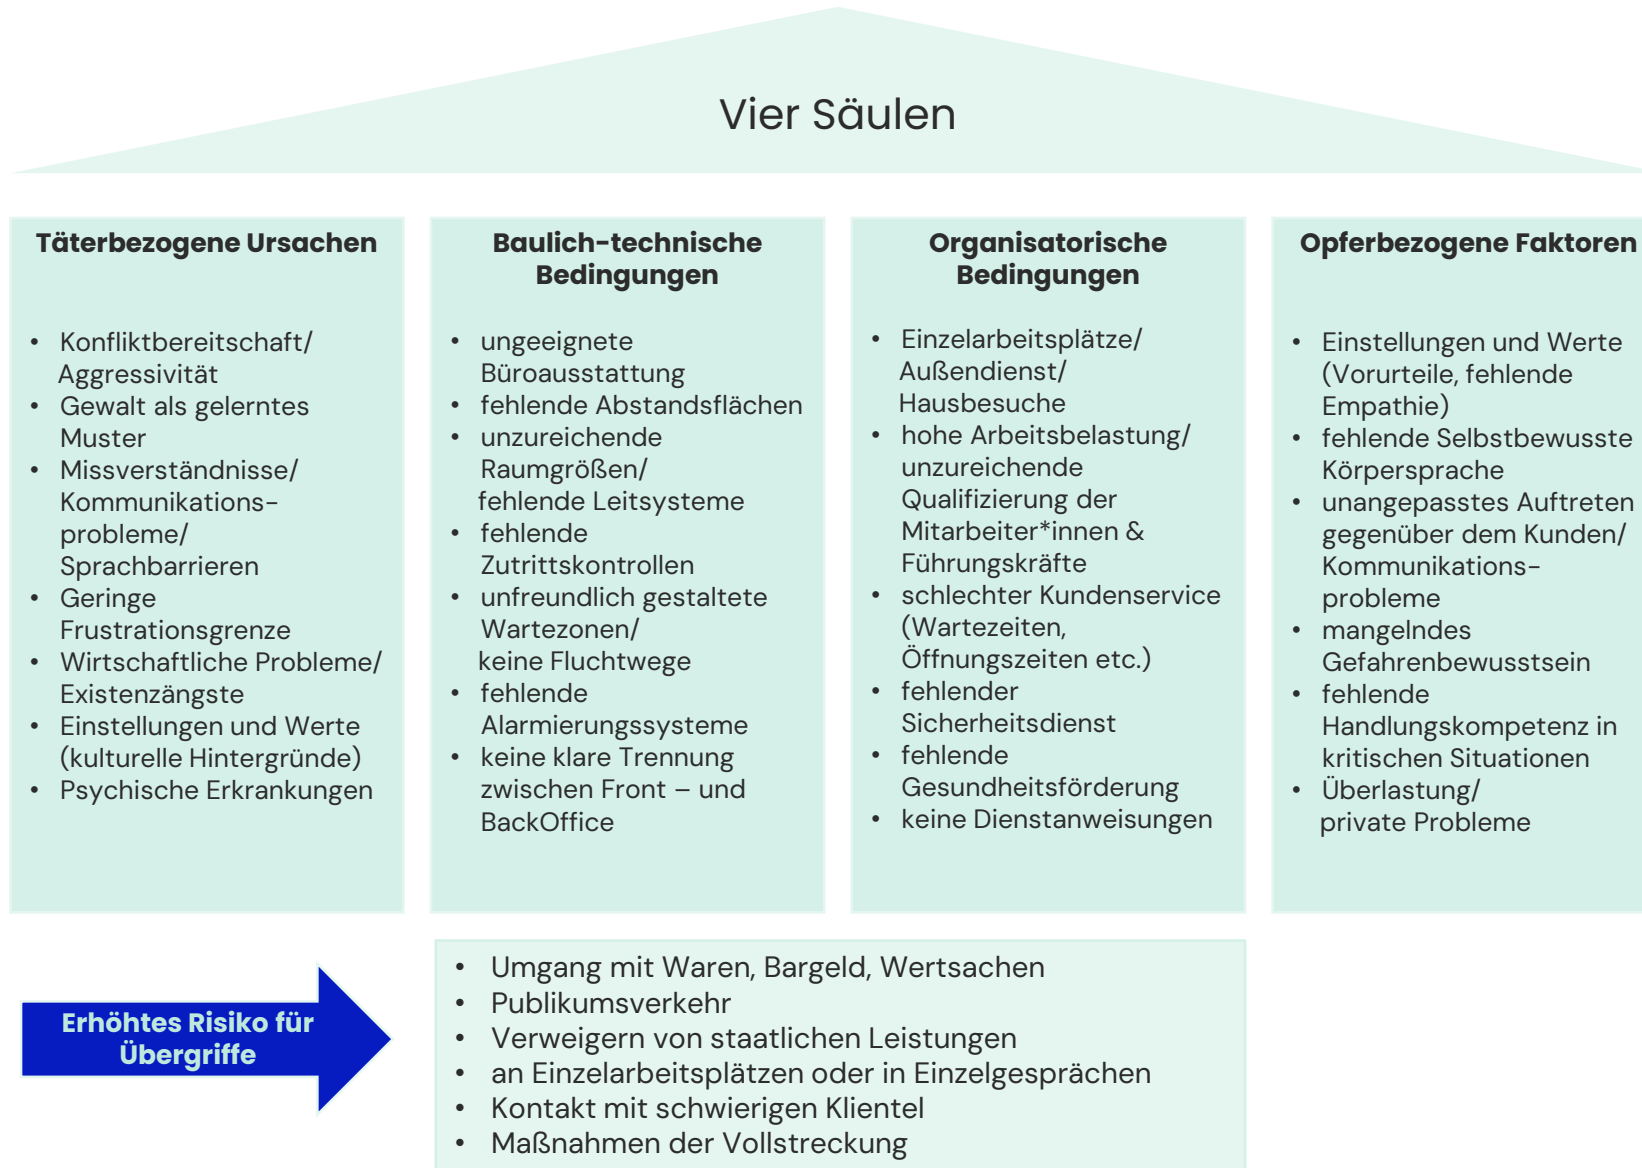 Vier Säulen
Täterbezogene Ursachen
• Konfliktbereitschaft/
Aggressivität
• Gewalt als gelerntes
Muster
• Missverständnisse/
Kommunikations-
probleme/
Sprachbarrieren
• Geringe
Frustrationsgrenze
• Wirtschaftliche Probleme/
Existenzängste
• Einstellungen und Werte
(kulturelle Hintergründe)
• Psychische Erkrankungen
Baulich-technische
Bedingungen
• ungeeignete
Büroausstattung
• fehlende Abstandsflächen
• unzureichende
Raumgrößen/
fehlende Leitsysteme
• fehlende
Zutrittskontrollen
• unfreundlich gestaltete
Wartezonen/
keine Fluchtwege
• fehlende
Alarmierungssysteme
• keine klare Trennung
zwischen Front – und
BackOffice
Organisatorische
Bedingungen
• Einzelarbeitsplätze/
Außendienst/
Hausbesuche
• hohe Arbeitsbelastung/
unzureichende
Qualifizierung der
Mitarbeiter*innen &
Führungskräfte
• schlechter Kundenservice
(Wartezeiten,
Öffnungszeiten etc.)
• fehlender
Sicherheitsdienst
• fehlende
Gesundheitsförderung
• keine Dienstanweisungen
Opferbezogene Faktoren
• Einstellungen und Werte
(Vorurteile, fehlende
Empathie)
• fehlende Selbstbewusste
Körpersprache
• unangepasstes Auftreten
gegenüber dem Kunden/
Kommunikations-
probleme
• mangelndes
Gefahrenbewusstsein
• fehlende
Handlungskompetenz in
kritischen Situationen
• Überlastung/
private Probleme
Erhöhtes Risiko für
Übergriffe
• Umgang mit Waren, Bargeld, Wertsachen
• Publikumsverkehr
• Verweigern von staatlichen Leistungen
• an Einzelarbeitsplätzen oder in Einzelgesprächen
• Kontakt mit schwierigen Klientel
• Maßnahmen der Vollstreckung